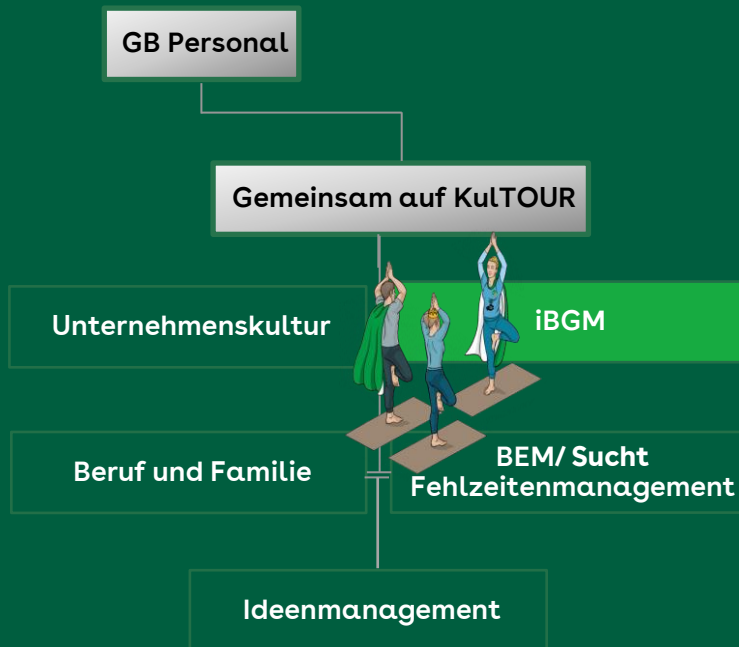 GB Personal
Gemeinsam auf KulTOUR
Unternehmenskultur
iBGM
Beruf und Familie
BEM/ Sucht
Fehlzeitenmanagement
Ideenmanagement